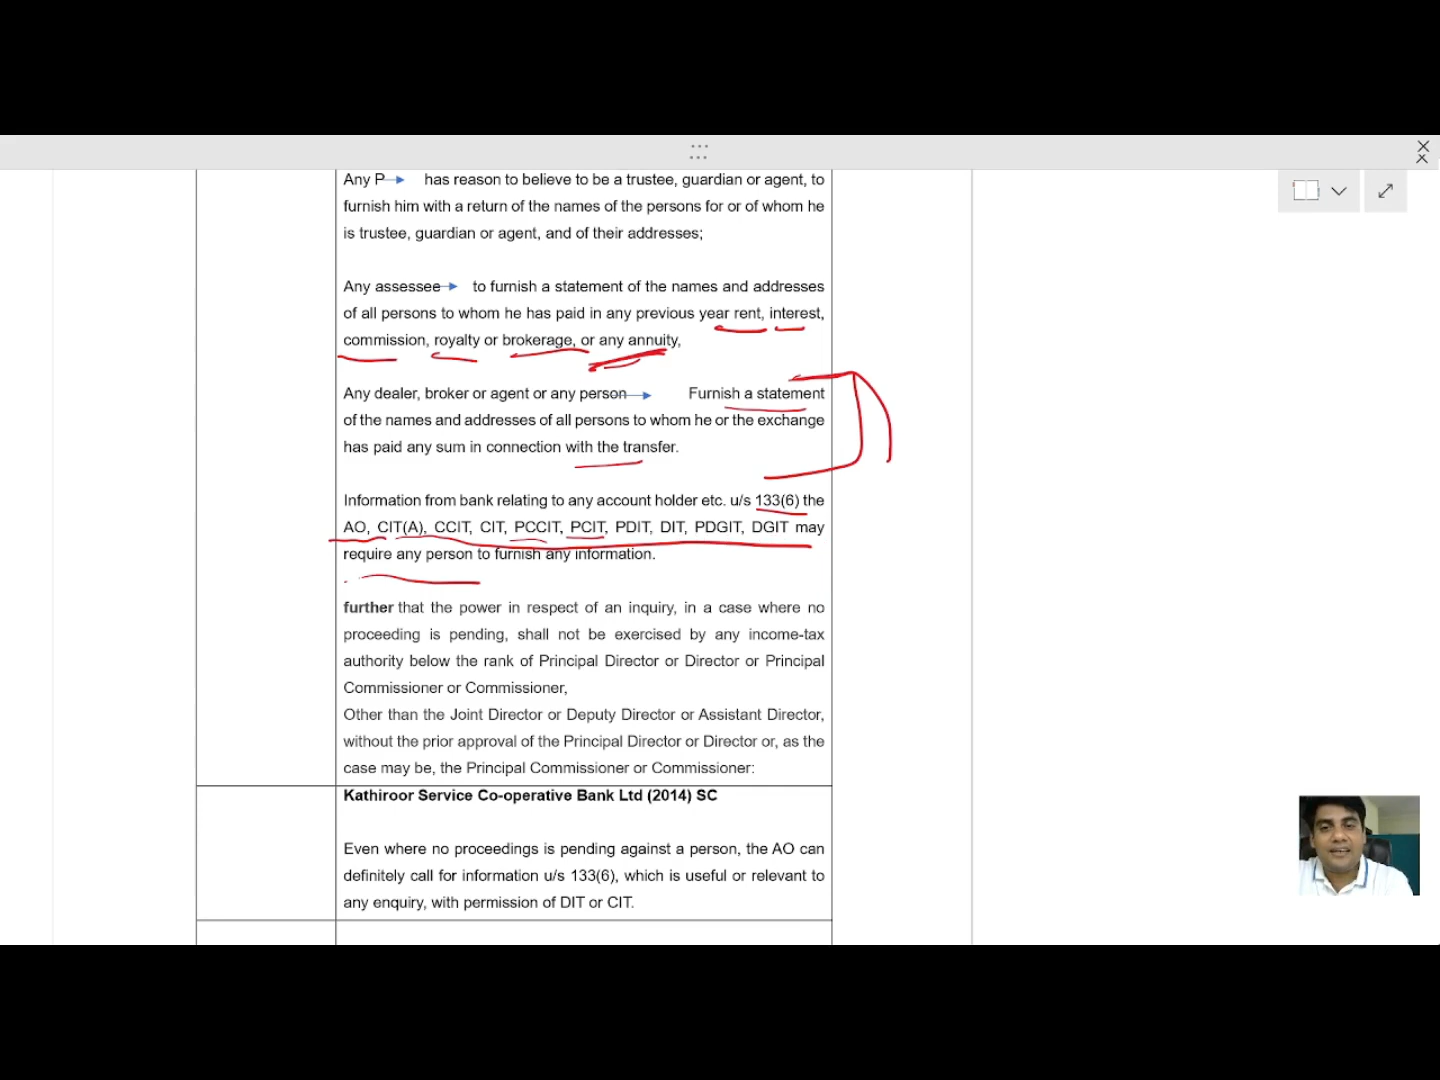 Any P has reason to believe to be a trustee, guardian or agent, to
furnish him with a return of the names of the persons for or of whom he
is trustee, guardian or agent, and of their addresses;
Any assessee to furnish a statement of the names and addresses
of all persons to whom he has paid in any previous year rent, interest,
commission, royalty or brokerage, or any annuity,
Any dealer, broker or agent or any person Furnish a statement
of the names and addresses of all persons to whom he or the exchange
has paid any sum in connection with the transfer.
Information from bank relating to any account holder etc. u/s 133(6) the
AO, CIT(A), CCIT, CIT, PCCIT, PCIT, PDIT, DIT, PDGIT, DGIT may
require any person to furnish any information.
further that the power in respect of an inquiry, in a case where no
proceeding is pending, shall not be exercised by any income-tax
authority below the rank of Principal Director or Director or Principal
Commissioner or Commissioner,
Other than the Joint Director or Deputy Director or Assistant Director,
without the prior approval of the Principal Director or Director or, as the
case may be, the Principal Commissioner or Commissioner:
Kathiroor Service Co-operative Bank Ltd (2014) SC
Even where no proceedings is pending against a person, the AO can
definitely call for information u/s 133(6), which is useful or relevant to
any enquiry, with permission of DIT or CIT.